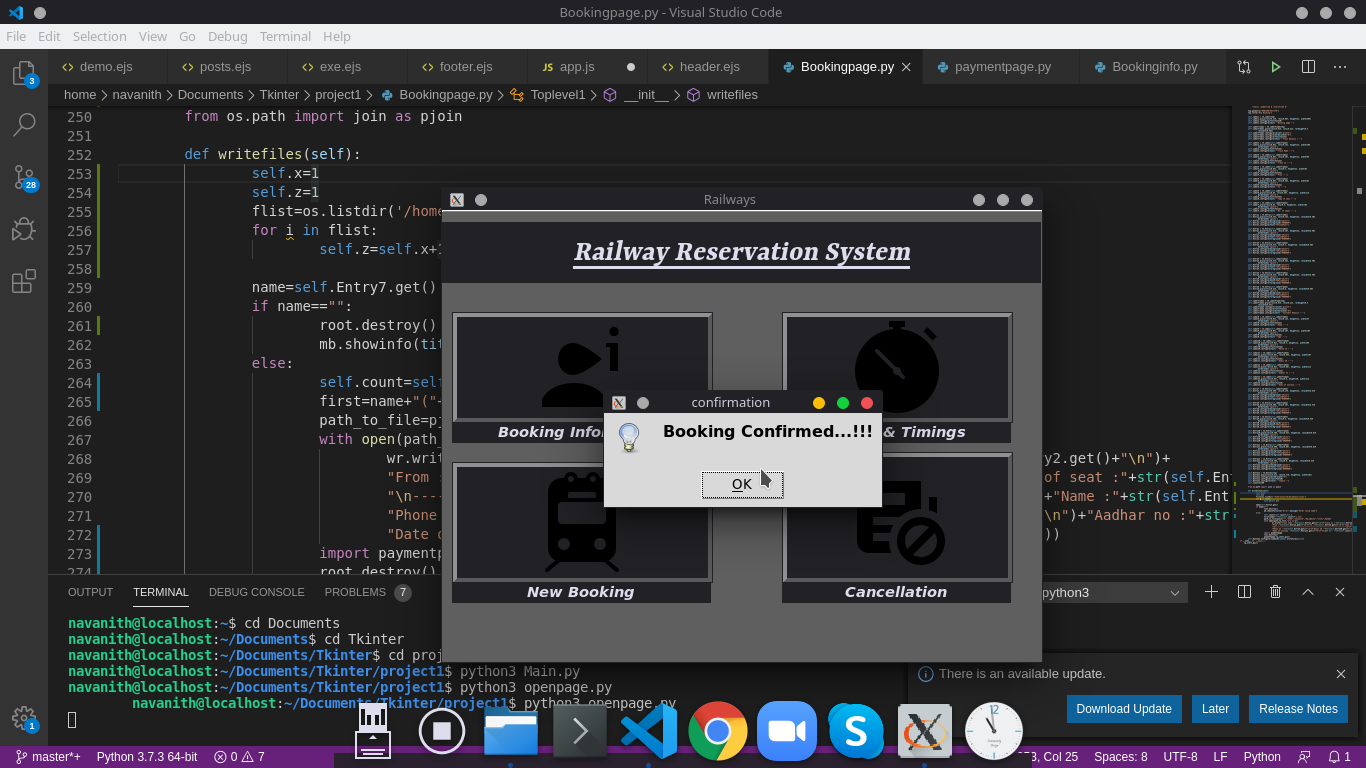 Bookingpage.py - Visual Studio Code
File Edit Selection View Go Debug Terminal Help
demo.ejs posts.ejs exe.ejs footer.ejs JS app.js header.ejs Bookingpage.py paymentpage.py Bookinginfo.py
3
home > navanith > Documents > Tkinter > project1 > Bookingpage.py > Toplevel1 > __init__ > writefiles
250 from os.path import join as pjoin
251
252 def writefiles(self):
253 self.x=1
254 self.z=1
28
255 flist=os.listdir('/home
256 for i in flist:
257 self.z=self.x+1
258
259 name=self.Entry7.get()
260 if name=="":
261 root.destroy()
262 mb.showinfo(tit
263 else:
264 self.count=self
265 first=name+"("+
266 path_to_file=pj
267 with open(path_
268 wr.writ y2.get()+"\n")+
269 "From : of seat :"+str(self.Ent
270 "\n---- +"Name :"+str(self.Ent
271 "Phone \n")+"Aadhar no :"+str
272 "Date o ))
273 import paymentp
274 root.destroy()
Railways
Railway Reservation System
Booking Infor & Timings
confirmation
Booking Confirmed...!!!
OK
New Booking Cancellation
OUTPUT TERMINAL DEBUG CONSOLE PROBLEMS 7 python3
navanith@localhost:~$ cd Documents
navanith@localhost:~/Documents$ cd Tkinter
navanith@localhost:~/Documents/Tkinter$ cd proj
navanith@localhost:~/Documents/Tkinter/project1$ python3 Main.py
navanith@localhost:~/Documents/Tkinter/project1$ python3 openpage.py
navanith@localhost:~/Documents/Tkinter/project1$ python3 openpage.py
There is an available update.
Download Update Later Release Notes
1
master*+ Python 3.7.3 64-bit 0 7 3, Col 25 Spaces: 8 UTF-8 LF Python 1